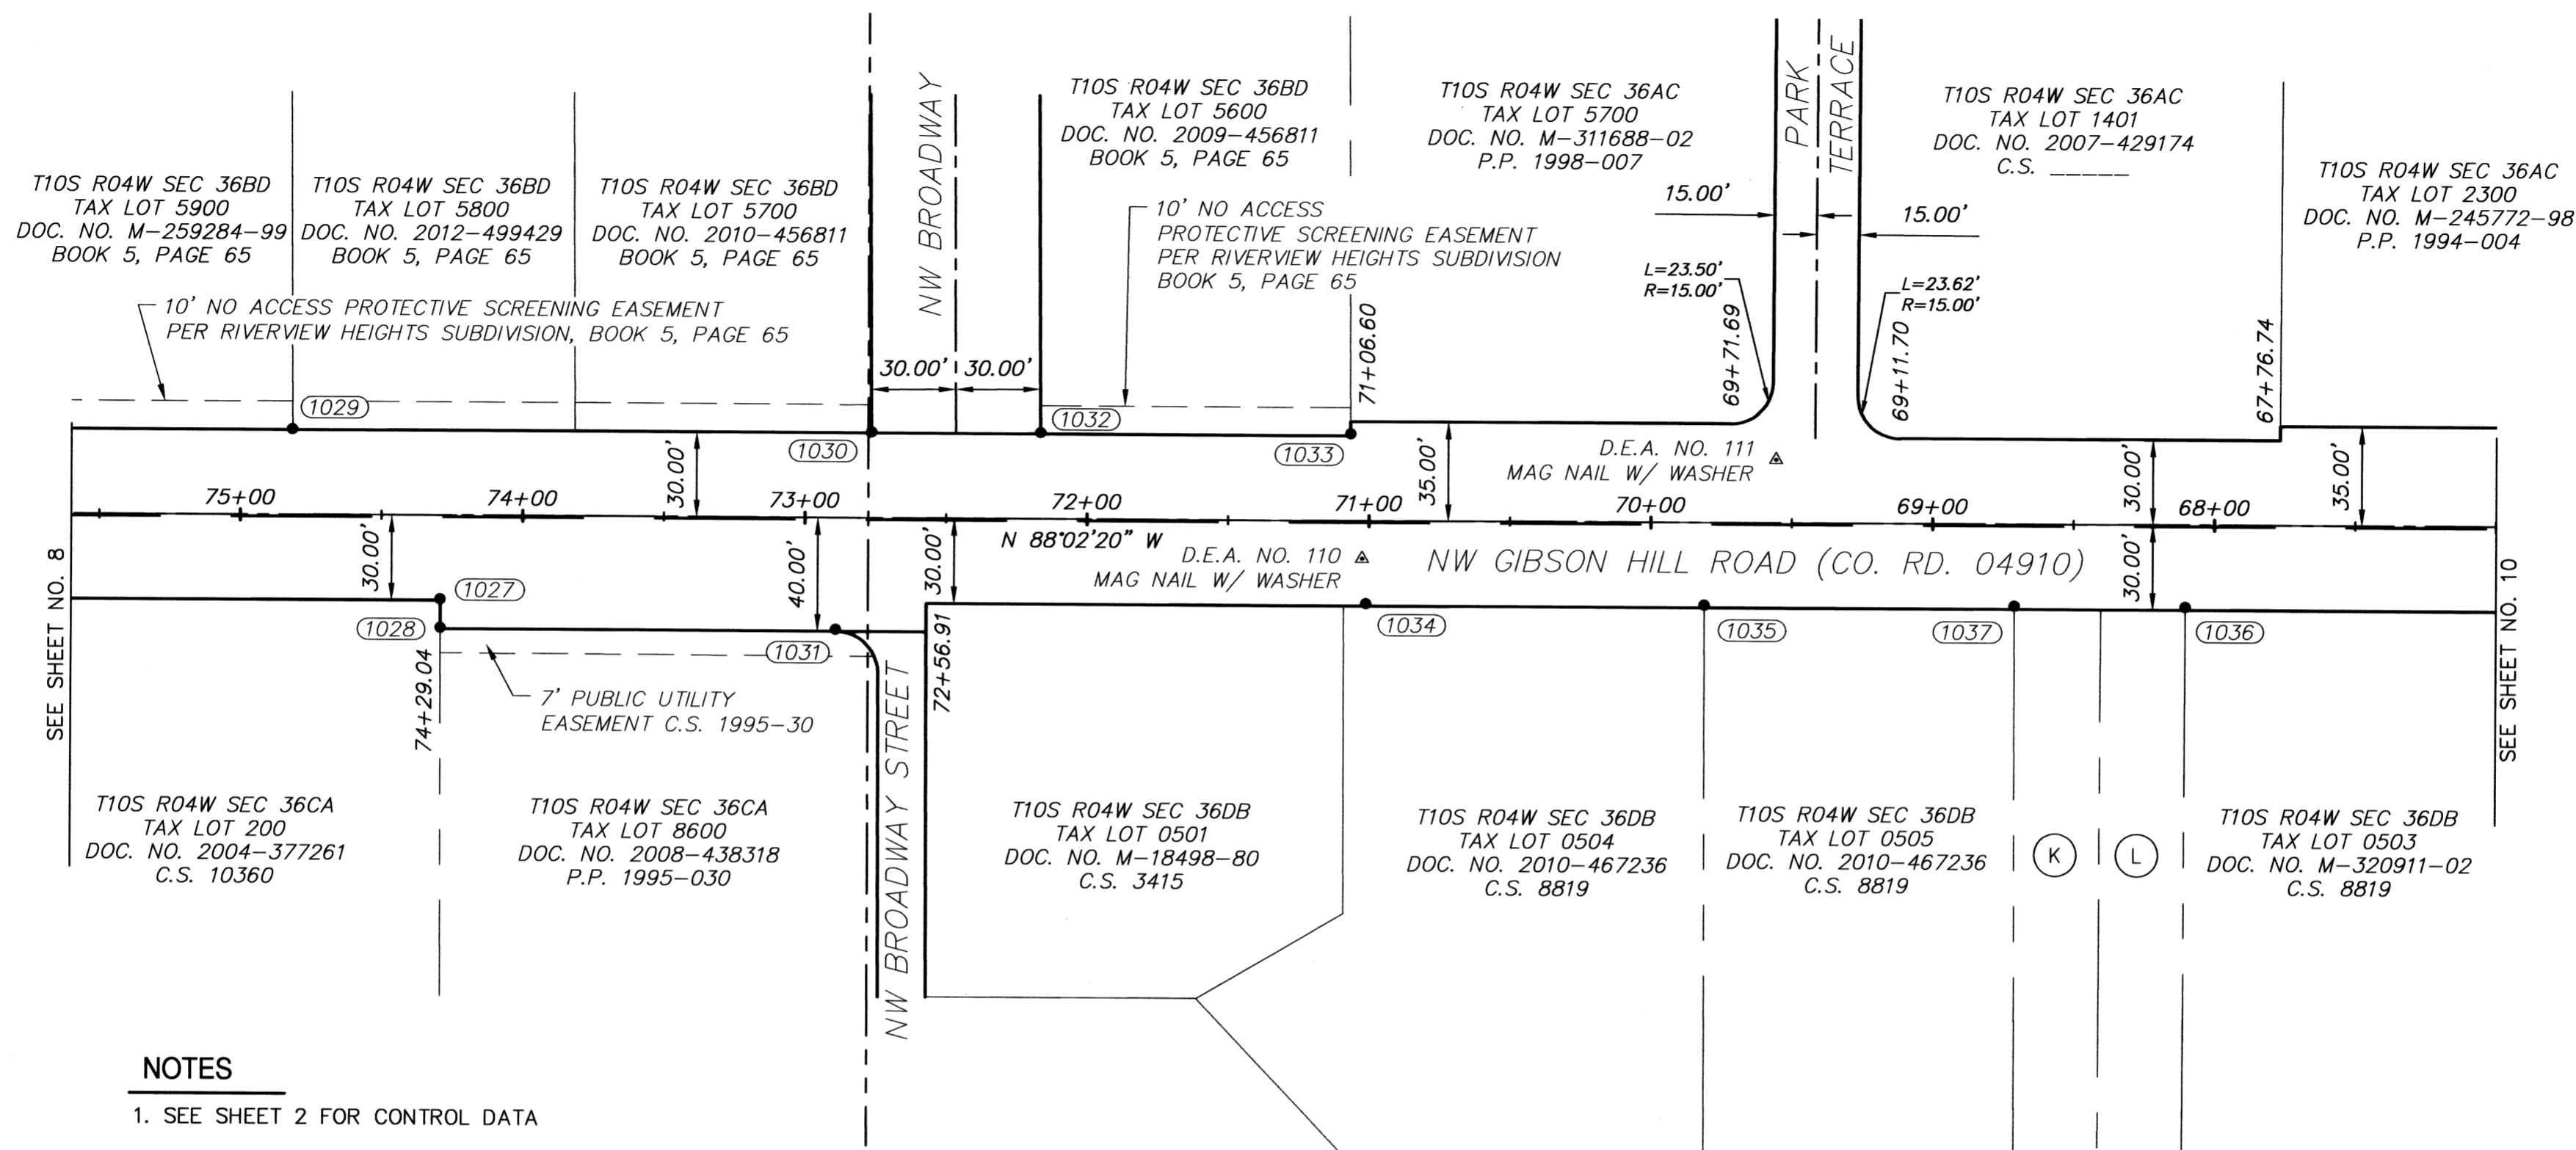 T10S R04W SEC 36BD
TAX LOT 5900
DOC. NO. M-259284-99
BOOK 5, PAGE 65
T10S R04W SEC 36BD
TAX LOT 5800
DOC. NO. 2012-499429
BOOK 5, PAGE 65
T10S R04W SEC 36BD
TAX LOT 5700
DOC. NO. 2010-456811
BOOK 5, PAGE 65
10' NO ACCESS PROTECTIVE SCREENING EASEMENT
PER RIVERVIEW HEIGHTS SUBDIVISION, BOOK 5, PAGE 65
NW BROADWAY
30.00' 30.00'
T10S R04W SEC 36BD
TAX LOT 5600
DOC. NO. 2009-456811
BOOK 5, PAGE 65
10' NO ACCESS
PROTECTIVE SCREENING EASEMENT
PER RIVERVIEW HEIGHTS SUBDIVISION
BOOK 5, PAGE 65
T10S R04W SEC 36AC
TAX LOT 5700
DOC. NO. M-311688-02
P.P. 1998-007
15.00'
PARK
TERRACE
15.00'
L=23.50'
R=15.00'
L=23.62'
R=15.00'
T10S R04W SEC 36AC
TAX LOT 1401
DOC. NO. 2007-429174
C.S. _____
T10S R04W SEC 36AC
TAX LOT 2300
DOC. NO. M-245772-98
P.P. 1994-004
71+06.60
69+71.69
69+11.70
67+76.74
1029
1030
1032
1033
30.00'
35.00'
D.E.A. NO. 111
MAG NAIL W/ WASHER
30.00'
35.00'
75+00 74+00 73+00 72+00 71+00 70+00 69+00 68+00
SEE SHEET NO. 8
30.00'
40.00'
30.00'
N 88°02'20" W
D.E.A. NO. 110
MAG NAIL W/ WASHER
NW GIBSON HILL ROAD (CO. RD. 04910)
30.00'
SEE SHEET NO. 10
1027
1028
1031
1034
1035
1037
1036
74+29.04
7' PUBLIC UTILITY
EASEMENT C.S. 1995-30
NW BROADWAY STREET
72+56.91
T10S R04W SEC 36CA
TAX LOT 200
DOC. NO. 2004-377261
C.S. 10360
T10S R04W SEC 36CA
TAX LOT 8600
DOC. NO. 2008-438318
P.P. 1995-030
T10S R04W SEC 36DB
TAX LOT 0501
DOC. NO. M-18498-80
C.S. 3415
T10S R04W SEC 36DB
TAX LOT 0504
DOC. NO. 2010-467236
C.S. 8819
T10S R04W SEC 36DB
TAX LOT 0505
DOC. NO. 2010-467236
C.S. 8819
K
L
T10S R04W SEC 36DB
TAX LOT 0503
DOC. NO. M-320911-02
C.S. 8819
NOTES
1. SEE SHEET 2 FOR CONTROL DATA